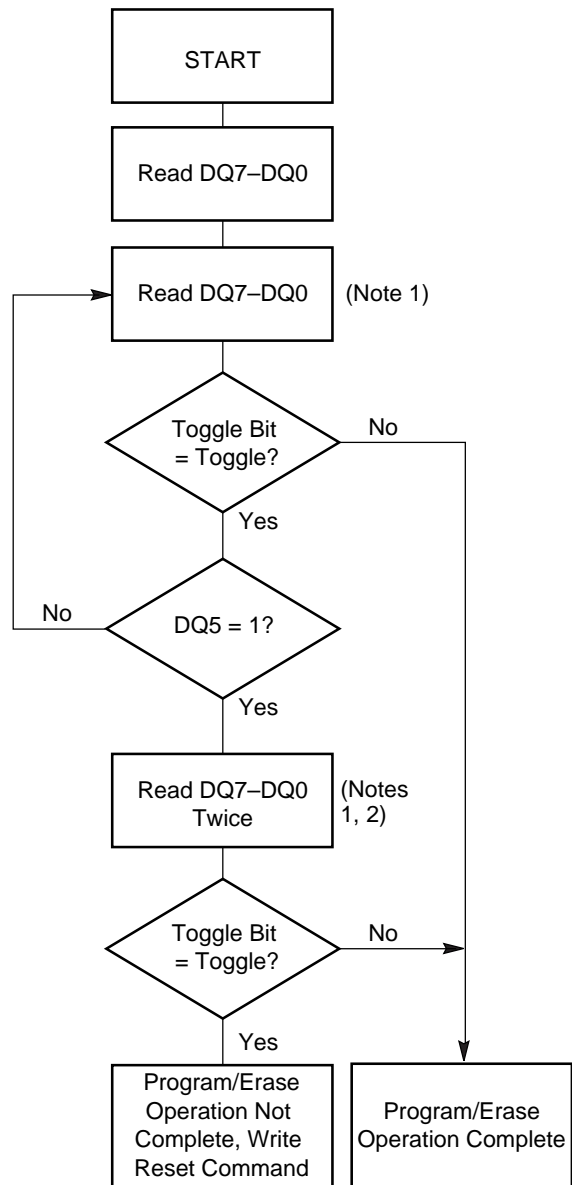 START
Read DQ7–DQ0
Read DQ7–DQ0
(Note 1)
Toggle Bit
= Toggle?
No
Yes
No
DQ5 = 1?
Yes
Read DQ7–DQ0
Twice
(Notes
1, 2)
Toggle Bit
= Toggle?
No
Yes
Program/Erase
Operation Not
Complete, Write
Reset Command
Program/Erase
Operation Complete